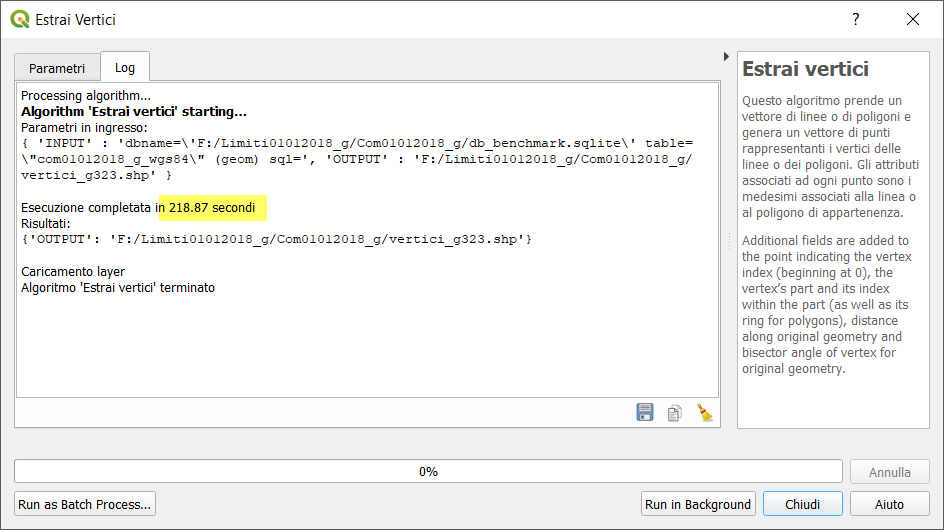 Estrai Vertici
?
Parametri
Log
Processing algorithm...
Algorithm 'Estrai vertici' starting...
Parametri in ingresso:
{ 'INPUT' : 'dbname=\'F:/Limiti01012018_g/Com01012018_g/db_benchmark.sqlite\' table=
\"com01012018_g_wgs84\" (geom) sql=', 'OUTPUT' : 'F:/Limiti01012018_g/Com01012018_g/
vertici_g323.shp' }
Esecuzione completata in 218.87 secondi
Risultati:
{'OUTPUT': 'F:/Limiti01012018_g/Com01012018_g/vertici_g323.shp'}
Caricamento layer
Algoritmo 'Estrai vertici' terminato
Estrai vertici
Questo algoritmo prende un
vettore di linee o di poligoni e
genera un vettore di punti
rappresentanti i vertici delle
linee o dei poligoni. Gli attributi
associati ad ogni punto sono i
medesimi associati alla linea o
al poligono di appartenenza.
Additional fields are added to
the point indicating the vertex
index (beginning at 0), the
vertex's part and its index
within the part (as well as its
ring for polygons), distance
along original geometry and
bisector angle of vertex for
original geometry.
0%
Annulla
Run as Batch Process...
Run in Background
Chiudi
Aiuto